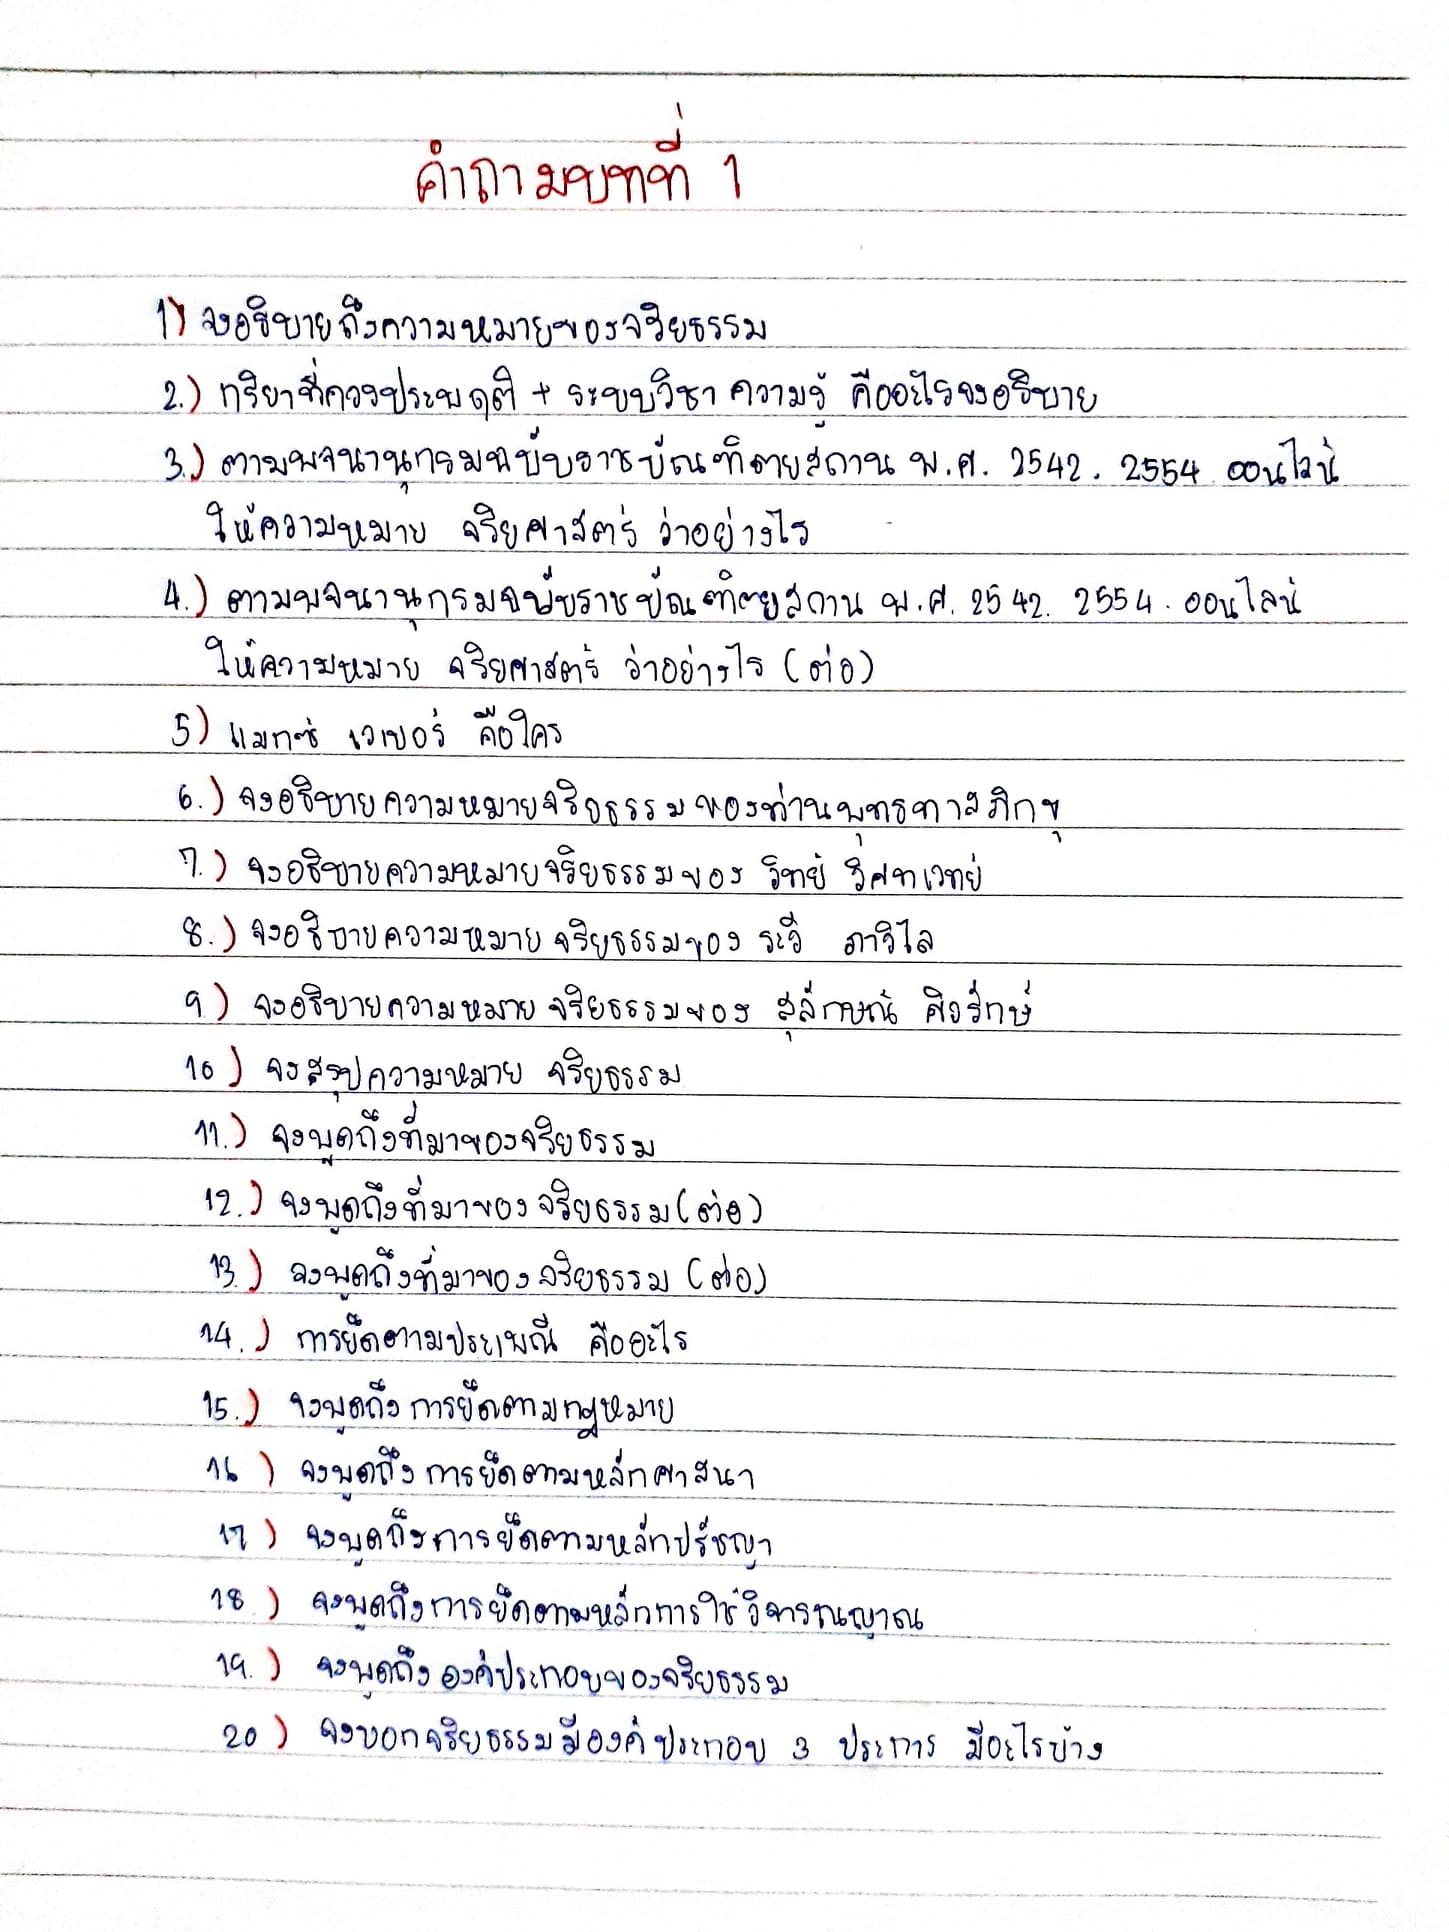 คำถามบทที่ 1
1) จงอธิบายถึงความหมายของจริยธรรม
2.) กริยาที่ควรประพฤติ + ระบบวิชา ความรู้ คืออะไรจงอธิบาย
3.) ตามพจนานุกรมฉบับราชบัณฑิตยสถาน พ.ศ. 2542. 2554 ออนไลน์
ให้ความหมาย จริยศาสตร์ ว่าอย่างไร
4.) ตามพจนานุกรมฉบับราชบัณฑิตยสถาน พ.ศ. 2542. 2554. ออนไลน์
ให้ความหมาย จริยศาสตร์ ว่าอย่างไร (ต่อ)
5) แมกซ์ เวเบอร์ คือใคร
6.) จงอธิบายความหมายจริยธรรมของท่านพุทธทาสภิกขุ
7.) จงอธิบายความหมายจริยธรรมของ วิทย์ วิศทเวทย์
8.) จงอธิบายความหมาย จริยธรรมของ ระวี ภาวิไล
9) จงอธิบายความหมาย จริยธรรมของ สุลักษณ์ ศิวรักษ์
10) จงสรุปความหมาย จริยธรรม
11.) จงพูดถึงที่มาของจริยธรรม
12.) จงพูดถึงที่มาของ จริยธรรม (ต่อ)
13.) จงพูดถึงที่มาของ จริยธรรม (ต่อ)
14.) การยึดตามประเพณี คืออะไร
15.) จงพูดถึง การยึดตามกฎหมาย
16) จงพูดถึง การยึดตามหลักศาสนา
17) จงพูดถึงการยึดตามหลักปรัชญา
18.) จงพูดถึงการยึดตามหลักการใช้วิจารณญาณ
19.) จงพูดถึง องค์ประกอบของจริยธรรม
20) จงบอกจริยธรรมมีองค์ประกอบ 3 ประการ มีอะไรบ้าง